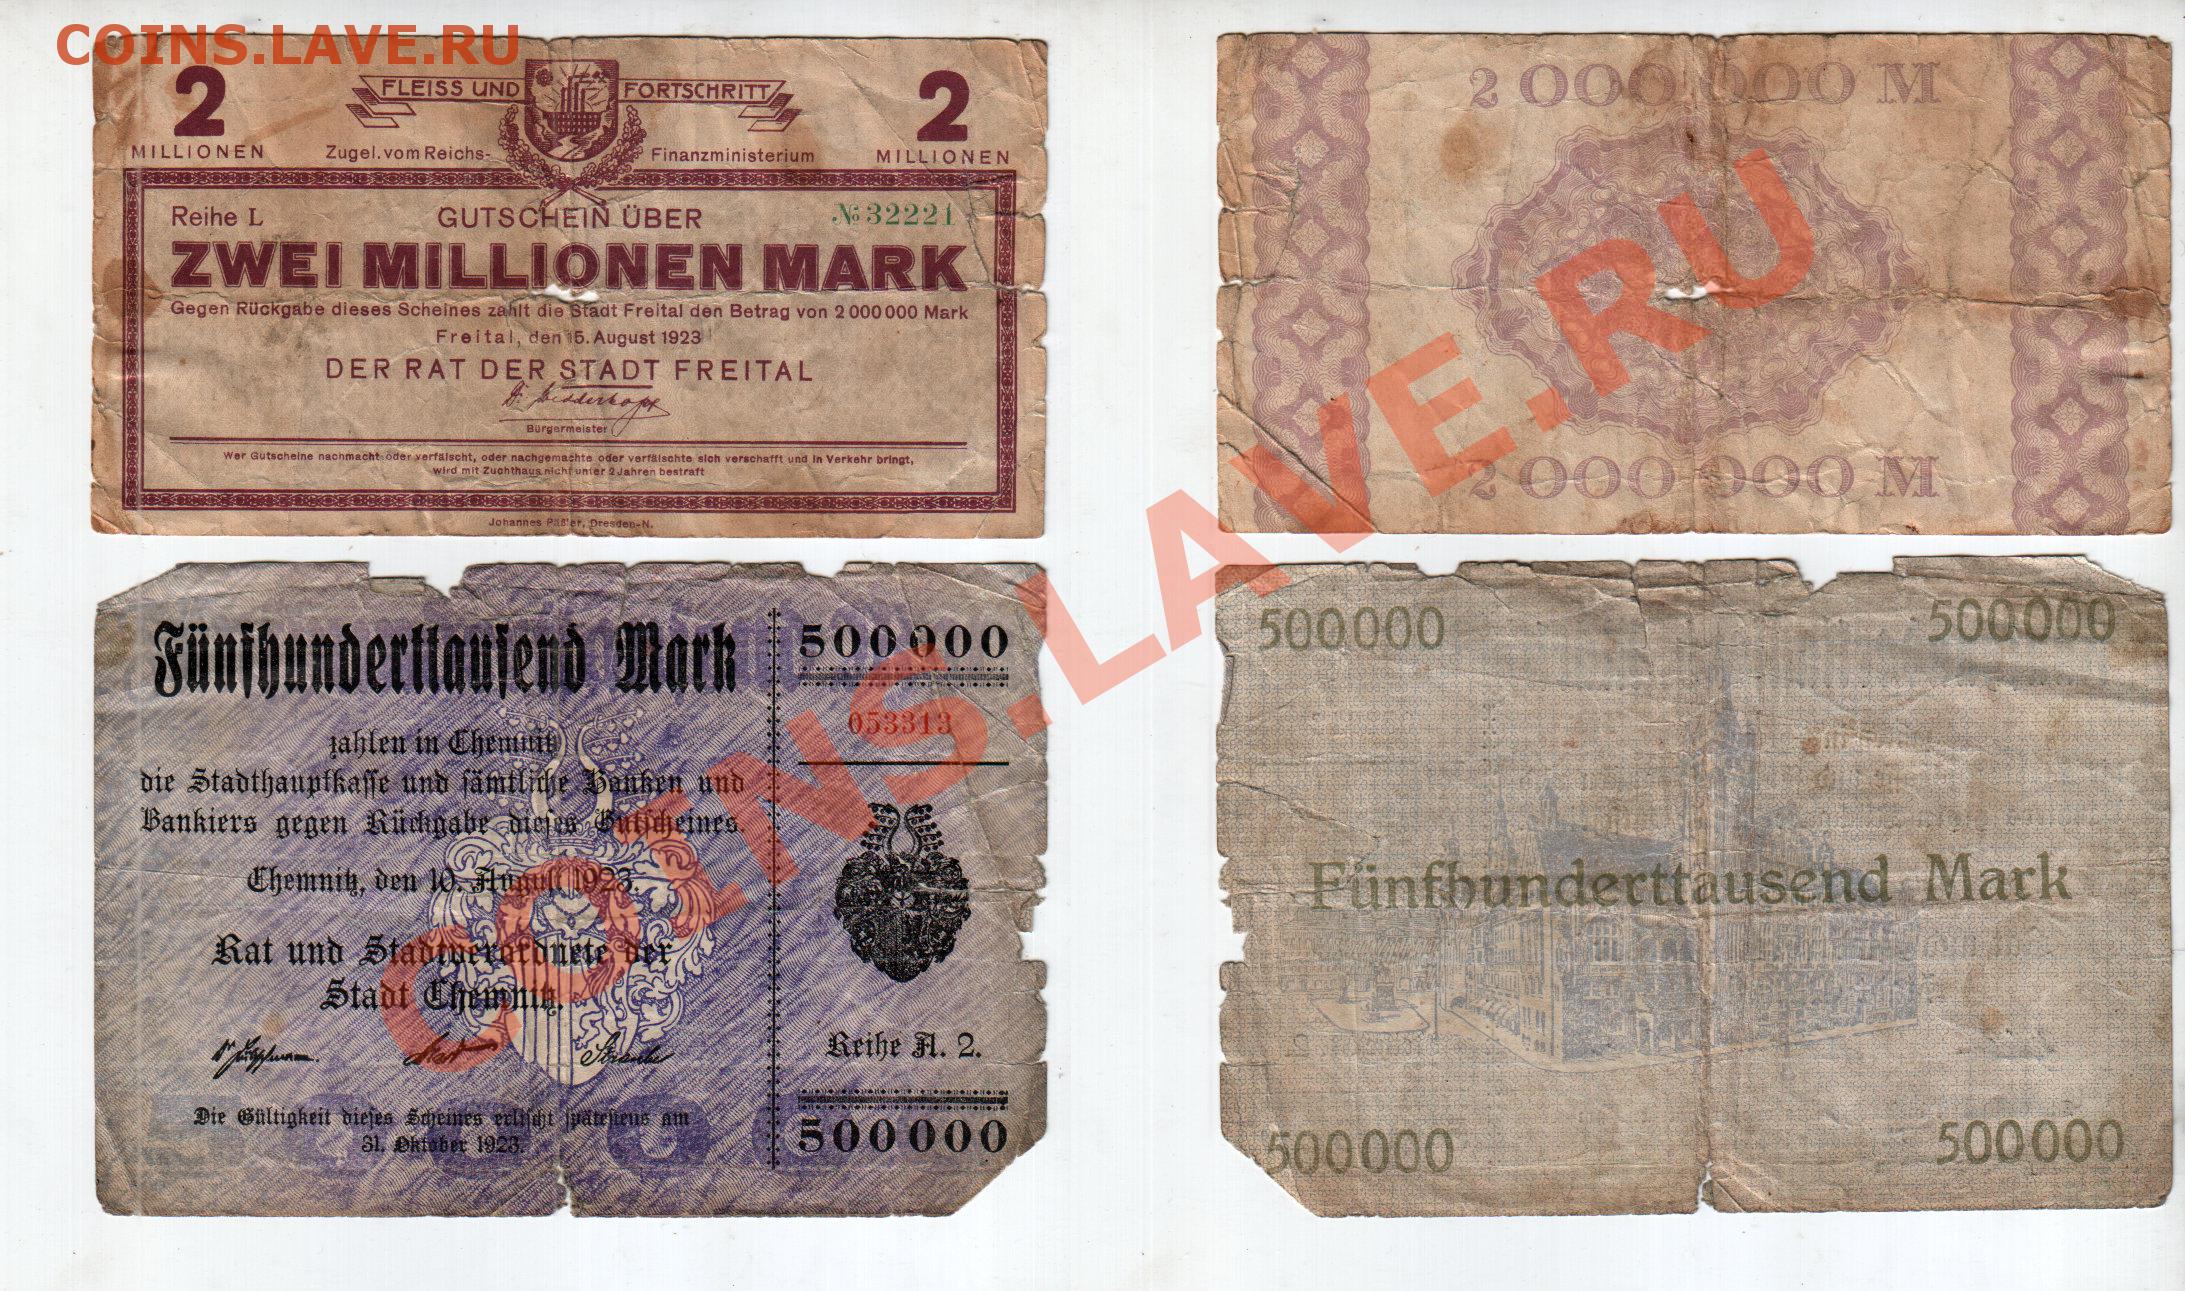 COINS.LAVE.RU
2 FLEISS UND FORTSCHRITT 2
MILLIONEN Zugel. vom Reichs- Finanzministerium MILLIONEN
Reihe L GUTSCHEIN ÜBER № 32221
ZWEI MILLIONEN MARK
Gegen Rückgabe dieses Scheines zahlt die Stadt Freital den Betrag von 2 000 000 Mark
Freital, den 15. August 1923
DER RAT DER STADT FREITAL
Bürgermeister
Wer Gutscheine nachmacht oder verfälscht, oder nachgemachte oder verfälschte sich verschafft und in Verkehr bringt,
wird mit Zuchthaus nicht unter 2 Jahren bestraft
Johannes Päßler, Dresden-N.
2 000 000 M
2 000 000 M
Fünfhunderttausend Mark
zahlen in Chemnitz
die Stadthauptkasse und sämtliche Banken und
Bankiers gegen Rückgabe dieses Gutscheines.
Chemnitz, den 10. August 1923.
Rat und Stadtverordnete der
Stadt Chemnitz.
Die Gültigkeit dieses Scheines erlischt spätestens am
31. Oktober 1923.
500000
053313
Reihe A. 2.
500000
500000 500000
Fünfhunderttausend Mark
500000 500000
COINS.LAVE.RU